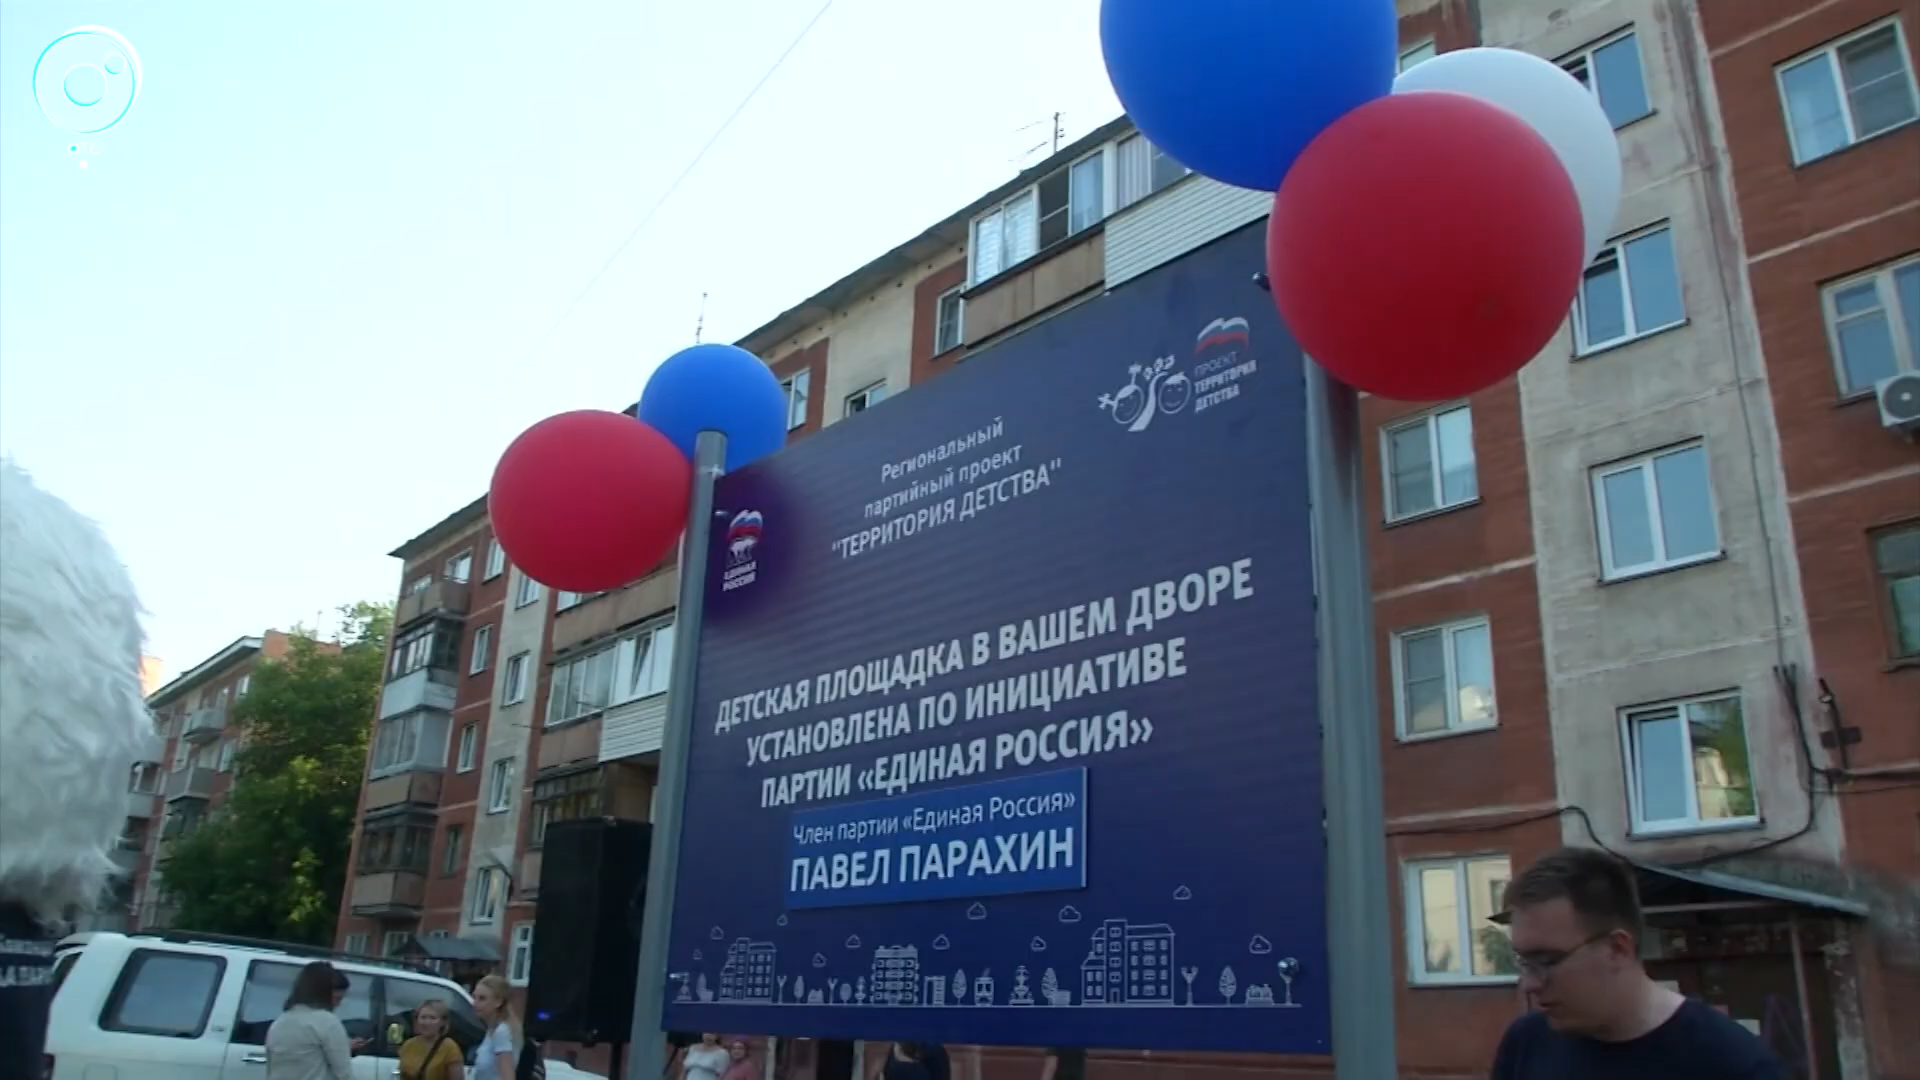 ОТС
ПРОЕКТ
ТЕРРИТОРИЯ
ДЕТСТВА
Региональный
партийный проект
"ТЕРРИТОРИЯ ДЕТСТВА"
ЕДИНАЯ
РОССИЯ
ДЕТСКАЯ ПЛОЩАДКА В ВАШЕМ ДВОРЕ
УСТАНОВЛЕНА ПО ИНИЦИАТИВЕ
ПАРТИИ «ЕДИНАЯ РОССИЯ»
Член партии «Единая Россия»
ПАВЕЛ ПАРАХИН